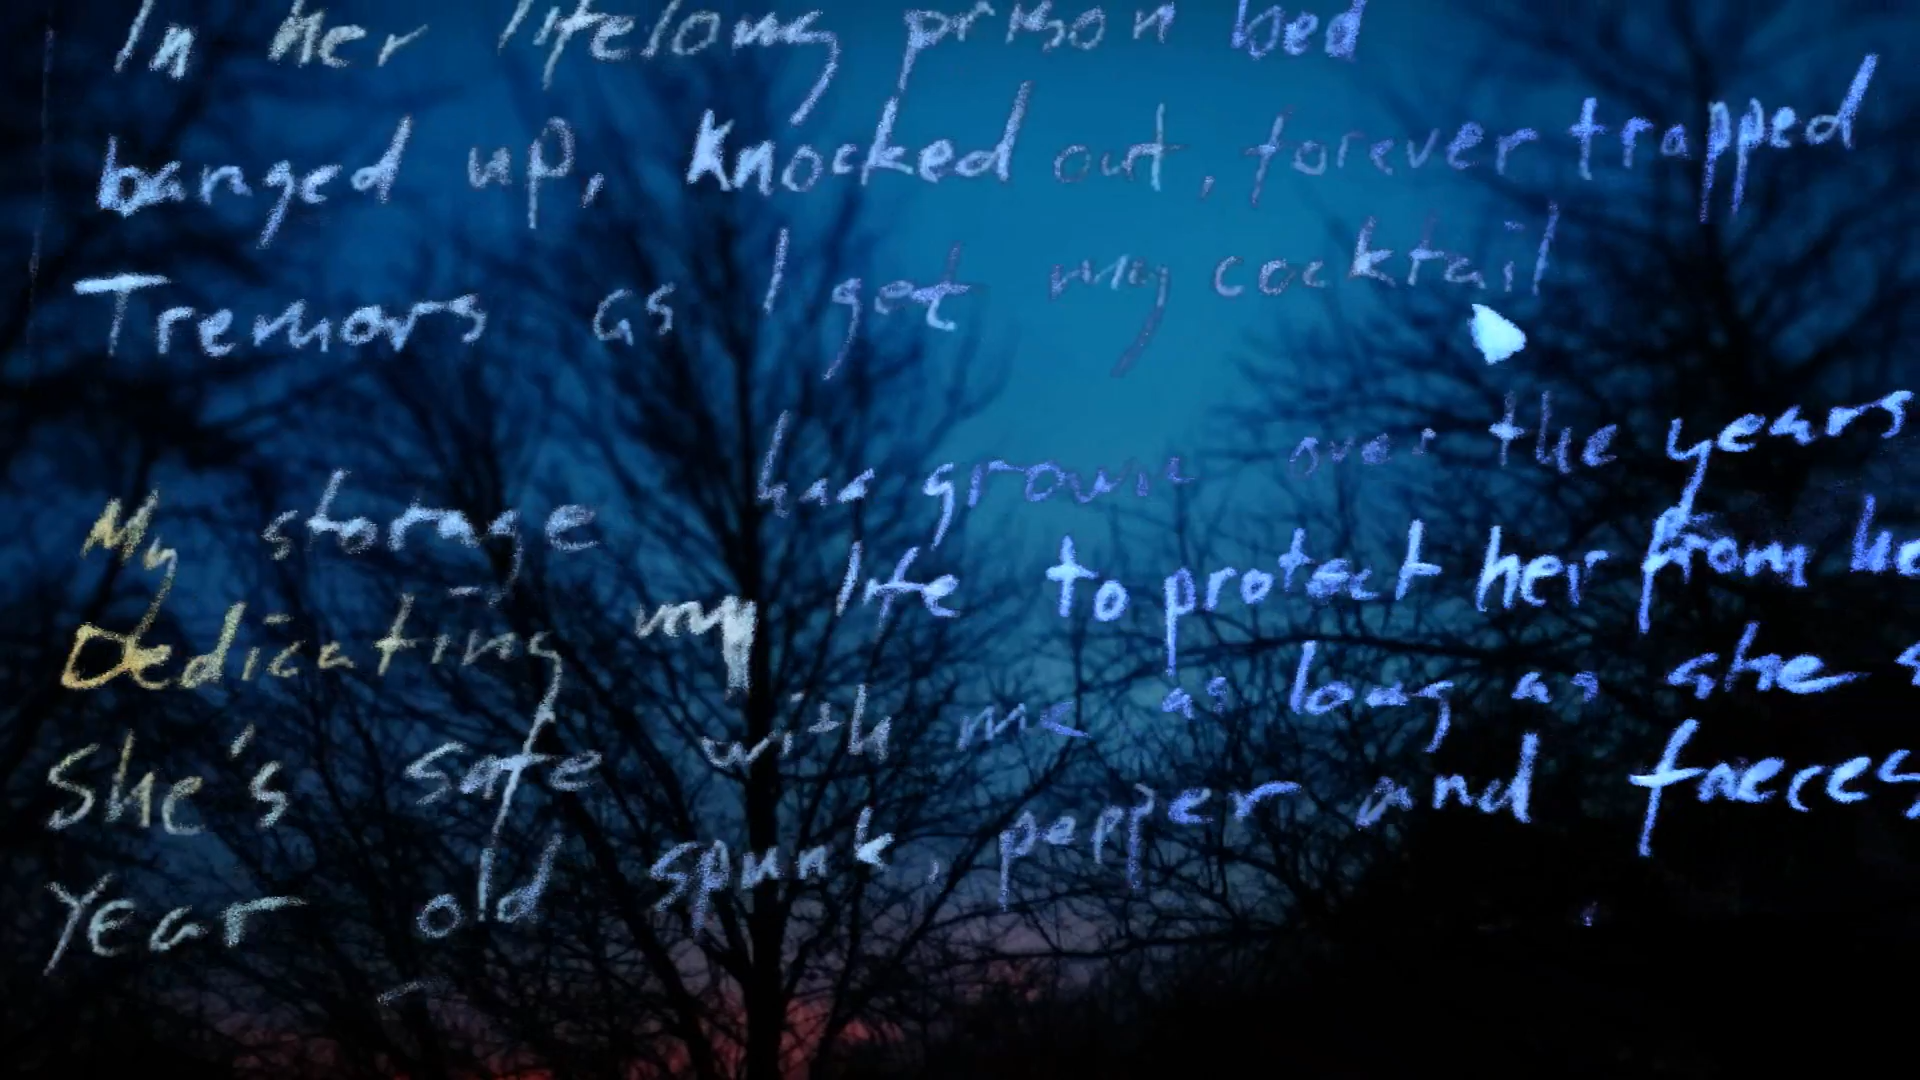 In her lifelong prison bed
banged up, knocked out, forever trapped
Tremors as I get my cocktail
My storage has grown over the years
Dedicating my life to protect her from
She's safe with me as long as she
Year old spunk, pepper and faeces